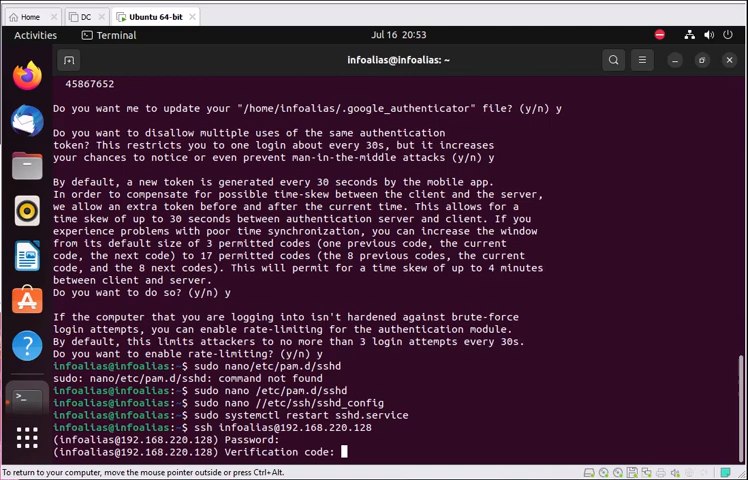 Home
DC
Ubuntu 64-bit
Activities
Terminal
Jul 16 20:53
infoalias@infoalias: ~
45867652
Do you want me to update your "/home/infoalias/.google_authenticator" file? (y/n) y
Do you want to disallow multiple uses of the same authentication
token? This restricts you to one login about every 30s, but it increases
your chances to notice or even prevent man-in-the-middle attacks (y/n) y
By default, a new token is generated every 30 seconds by the mobile app.
In order to compensate for possible time-skew between the client and the server,
we allow an extra token before and after the current time. This allows for a
time skew of up to 30 seconds between authentication server and client. If you
experience problems with poor time synchronization, you can increase the window
from its default size of 3 permitted codes (one previous code, the current
code, the next code) to 17 permitted codes (the 8 previous codes, the current
code, and the 8 next codes). This will permit for a time skew of up to 4 minutes
between client and server.
Do you want to do so? (y/n) y
If the computer that you are logging into isn't hardened against brute-force
login attempts, you can enable rate-limiting for the authentication module.
By default, this limits attackers to no more than 3 login attempts every 30s.
Do you want to enable rate-limiting? (y/n) y
infoalias@infoalias:~$ sudo nano/etc/pam.d/sshd
sudo: nano/etc/pam.d/sshd: command not found
infoalias@infoalias:~$ sudo nano /etc/pam.d/sshd
infoalias@infoalias:~$ sudo nano //etc/ssh/sshd_config
infoalias@infoalias:~$ sudo systemctl restart sshd.service
infoalias@infoalias:~$ ssh infoalias@192.168.220.128
(infoalias@192.168.220.128) Password:
(infoalias@192.168.220.128) Verification code:
To return to your computer, move the mouse pointer outside or press Ctrl+Alt.